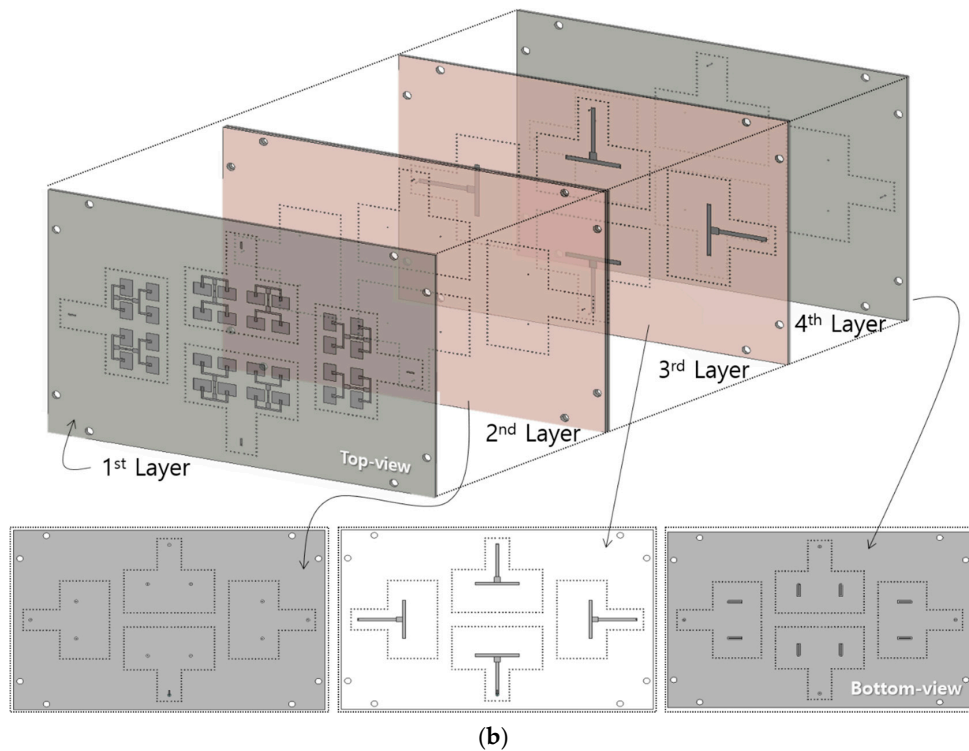 4th Layer
3rd Layer
2nd Layer
Top-view
1st Layer
Bottom-view
(b)